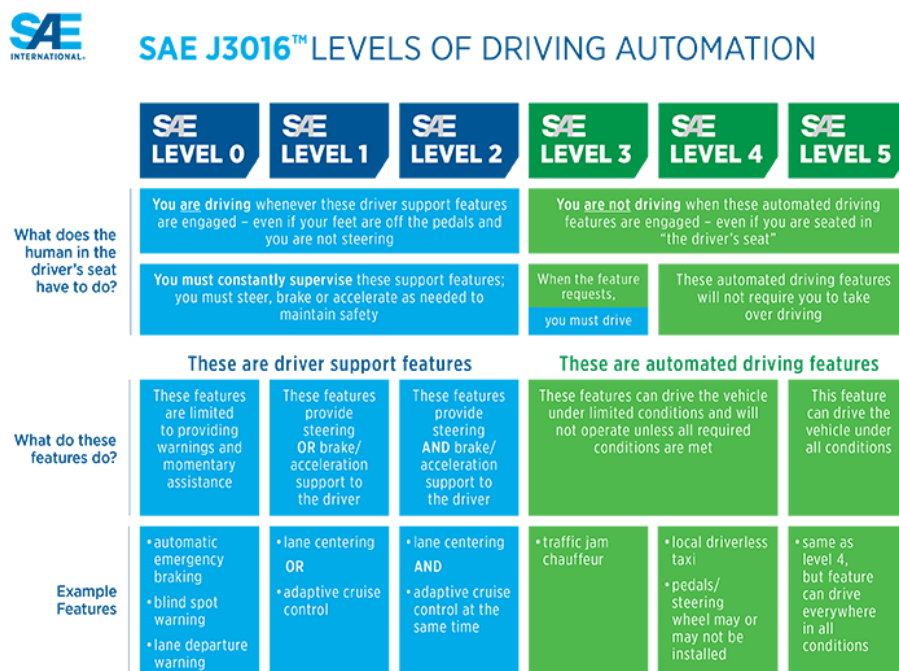 SAE
INTERNATIONAL®
SAE J3016™ LEVELS OF DRIVING AUTOMATION
SAE
LEVEL 0
SAE
LEVEL 1
SAE
LEVEL 2
SAE
LEVEL 3
SAE
LEVEL 4
SAE
LEVEL 5
What does the
human in the
driver's seat
have to do?
You are driving whenever these driver support features
are engaged – even if your feet are off the pedals and
you are not steering
You are not driving when these automated driving
features are engaged – even if you are seated in
“the driver's seat”
You must constantly supervise these support features;
you must steer, brake or accelerate as needed to
maintain safety
When the feature
requests,
you must drive
These automated driving features
will not require you to take
over driving
These are driver support features
These are automated driving features
What do these
features do?
These features
are limited
to providing
warnings and
momentary
assistance
These features
provide
steering
OR brake/
acceleration
support to
the driver
These features
provide
steering
AND brake/
acceleration
support to
the driver
These features can drive the vehicle
under limited conditions and will
not operate unless all required
conditions are met
This feature
can drive the
vehicle under
all conditions
Example
Features
• automatic
emergency
braking
• blind spot
warning
• lane departure
warning
• lane centering
OR
• adaptive cruise
control
• lane centering
AND
• adaptive cruise
control at the
same time
• traffic jam
chauffeur
• local driverless
taxi
• pedals/
steering
wheel may or
may not be
installed
• same as
level 4,
but feature
can drive
everywhere
in all
conditions